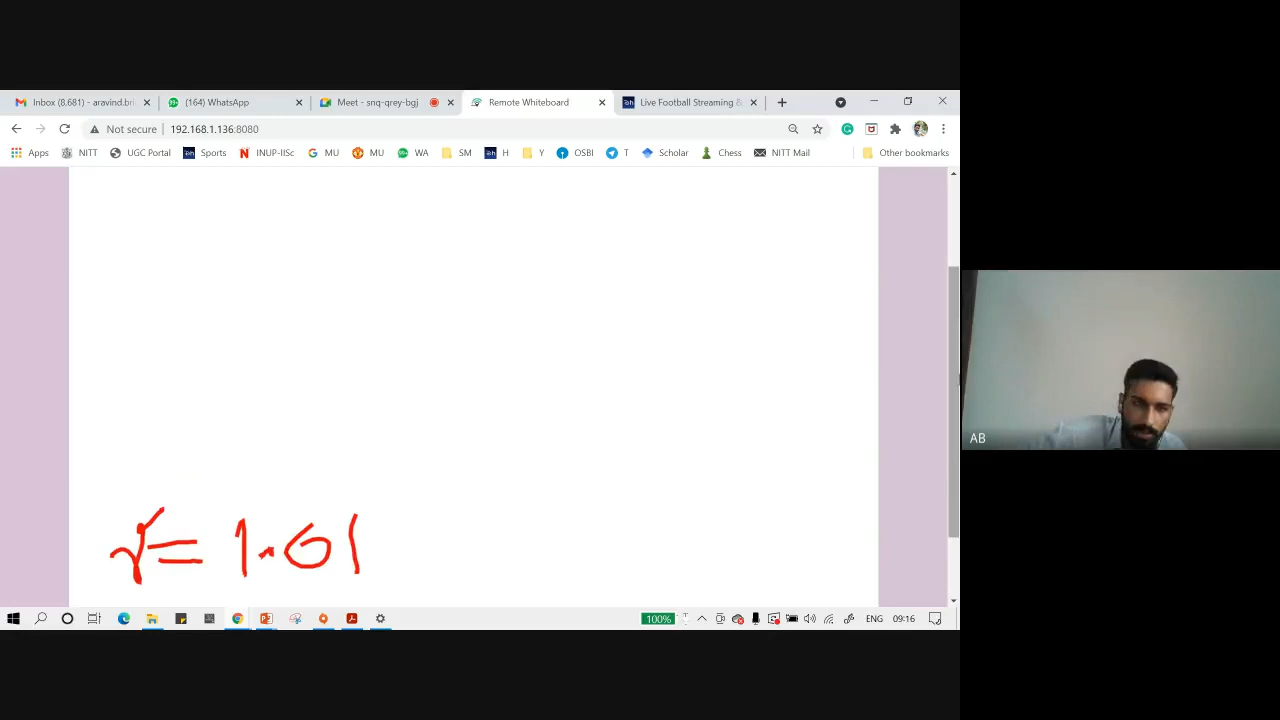 Inbox (8,681) - aravind.bri
(164) WhatsApp
Meet - snq-qrey-bgj
Remote Whiteboard
Live Football Streaming &
Not secure
192.168.1.136:8080
Apps
NITT
UGC Portal
Sports
INUP-IISc
MU
MU
WA
SM
H
Y
OSBI
T
Scholar
Chess
NITT Mail
Other bookmarks
γ= 1.61
AB
100%
ENG
09:16